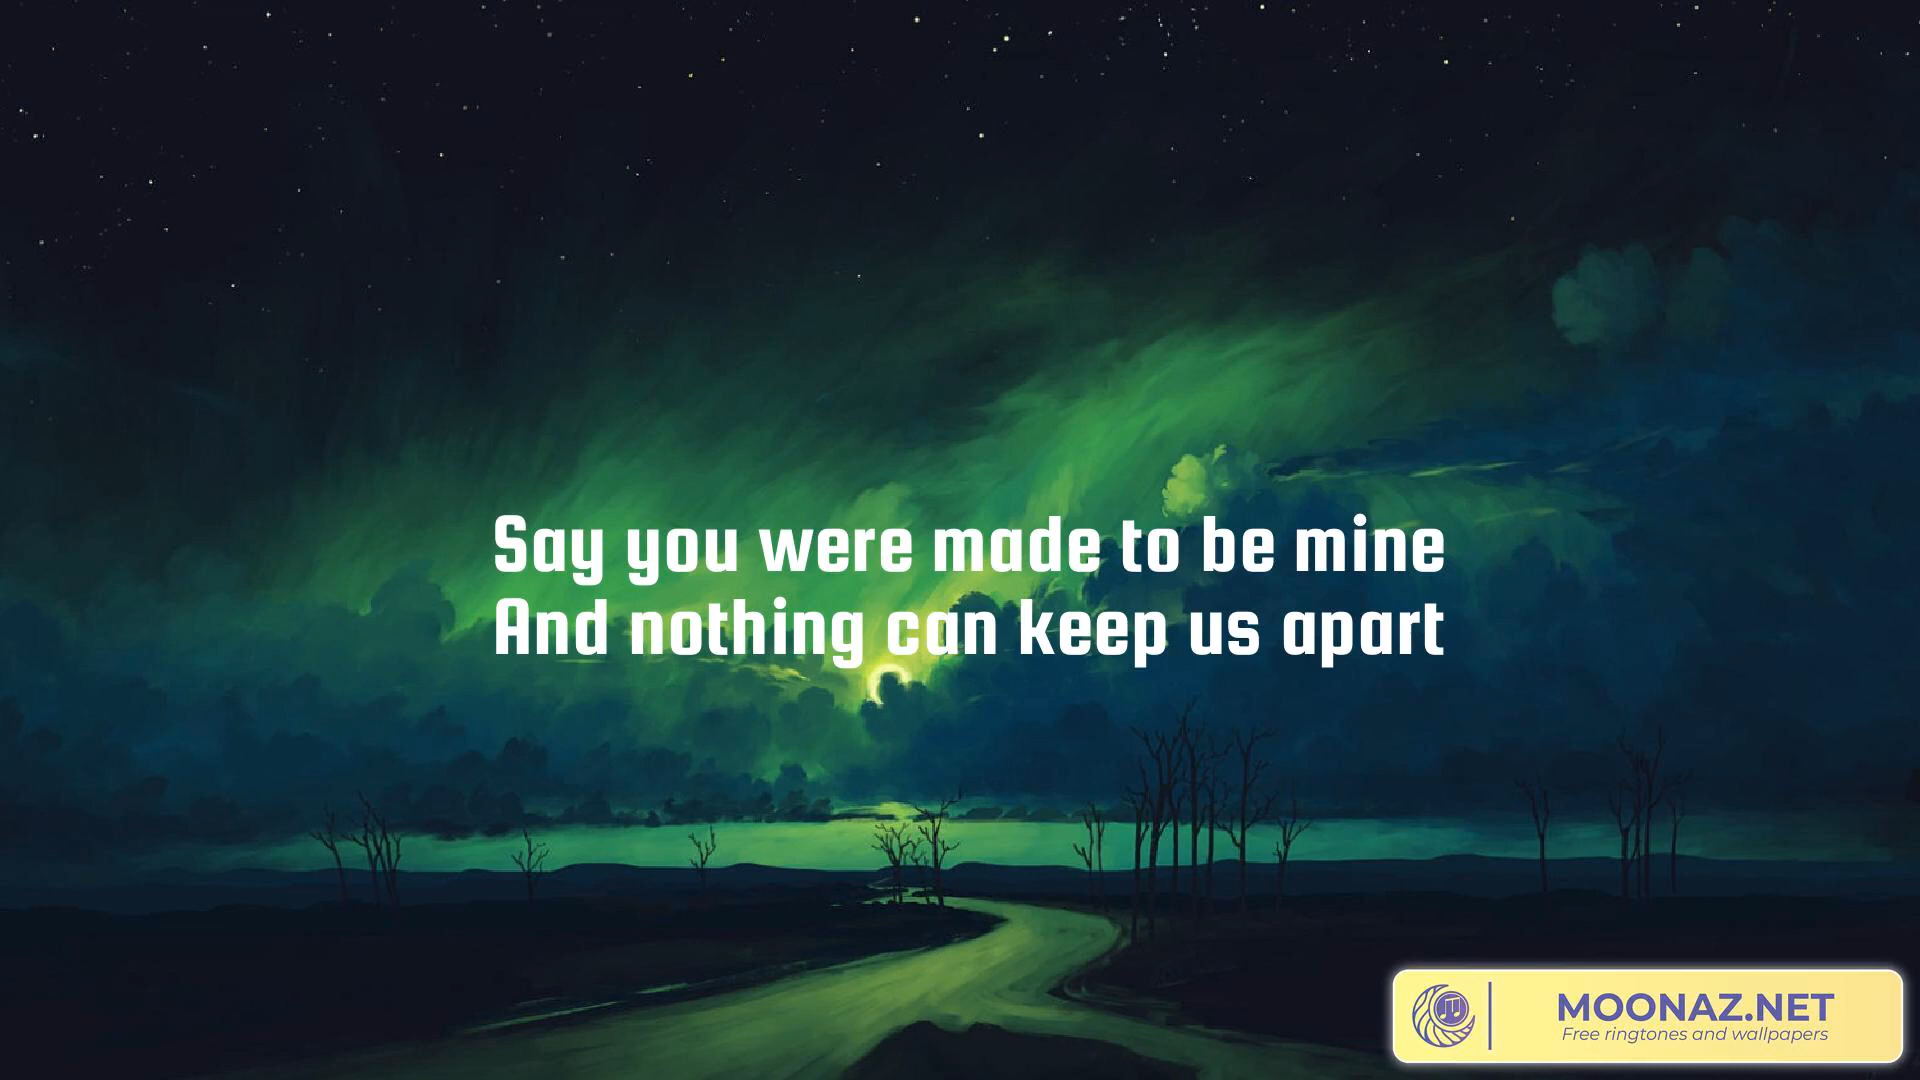 Say you were made to be mine
And nothing can keep us apart
MOONAZ.NET
Free ringtones and wallpapers